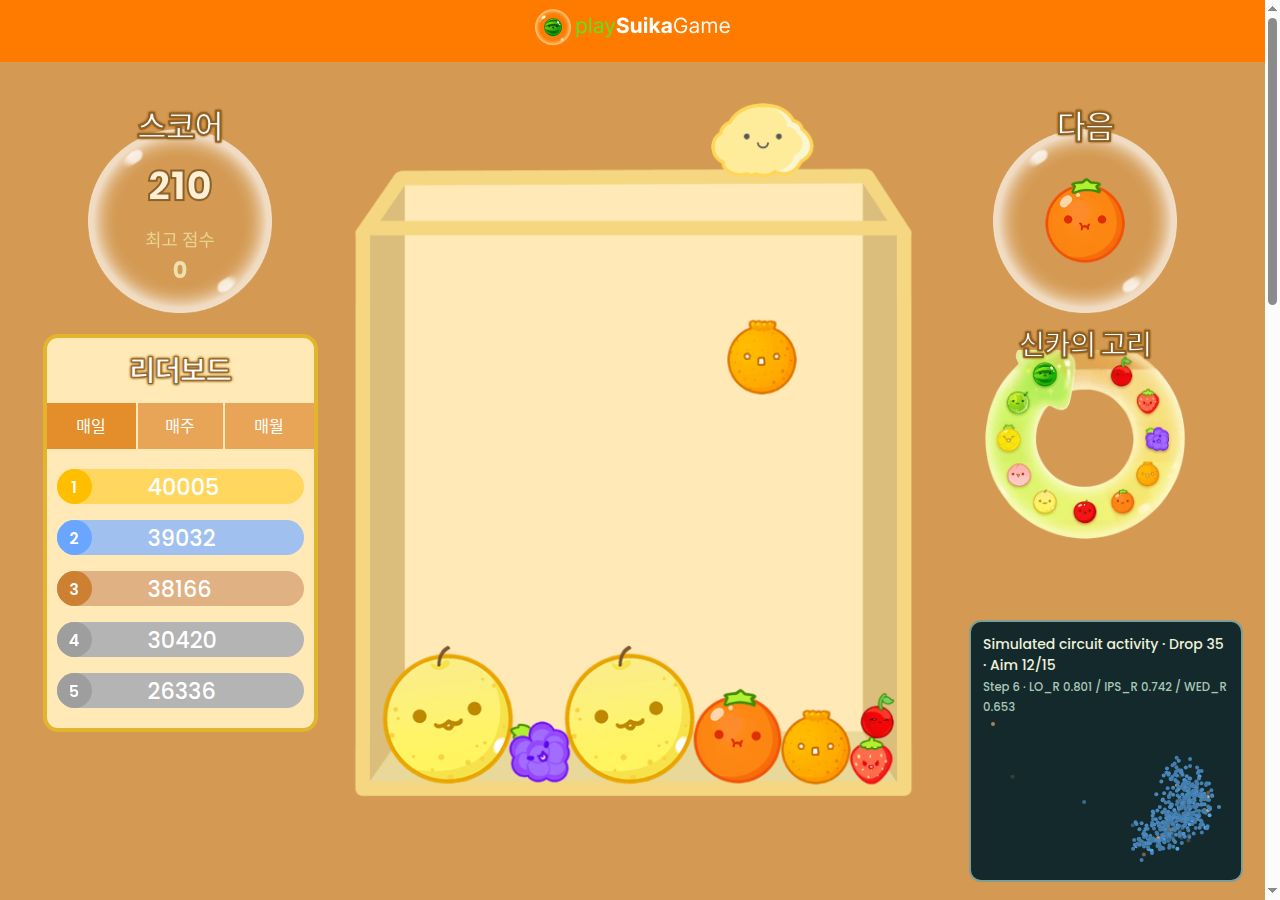 playSuikaGame
스코어
210
최고 점수
0
리더보드
매일 매주 매월
1 40005
2 39032
3 38166
4 30420
5 26336
다음
신카의 고리
Simulated circuit activity · Drop 35
· Aim 12/15
Step 6 · LO_R 0.801 / IPS_R 0.742 / WED_R
0.653